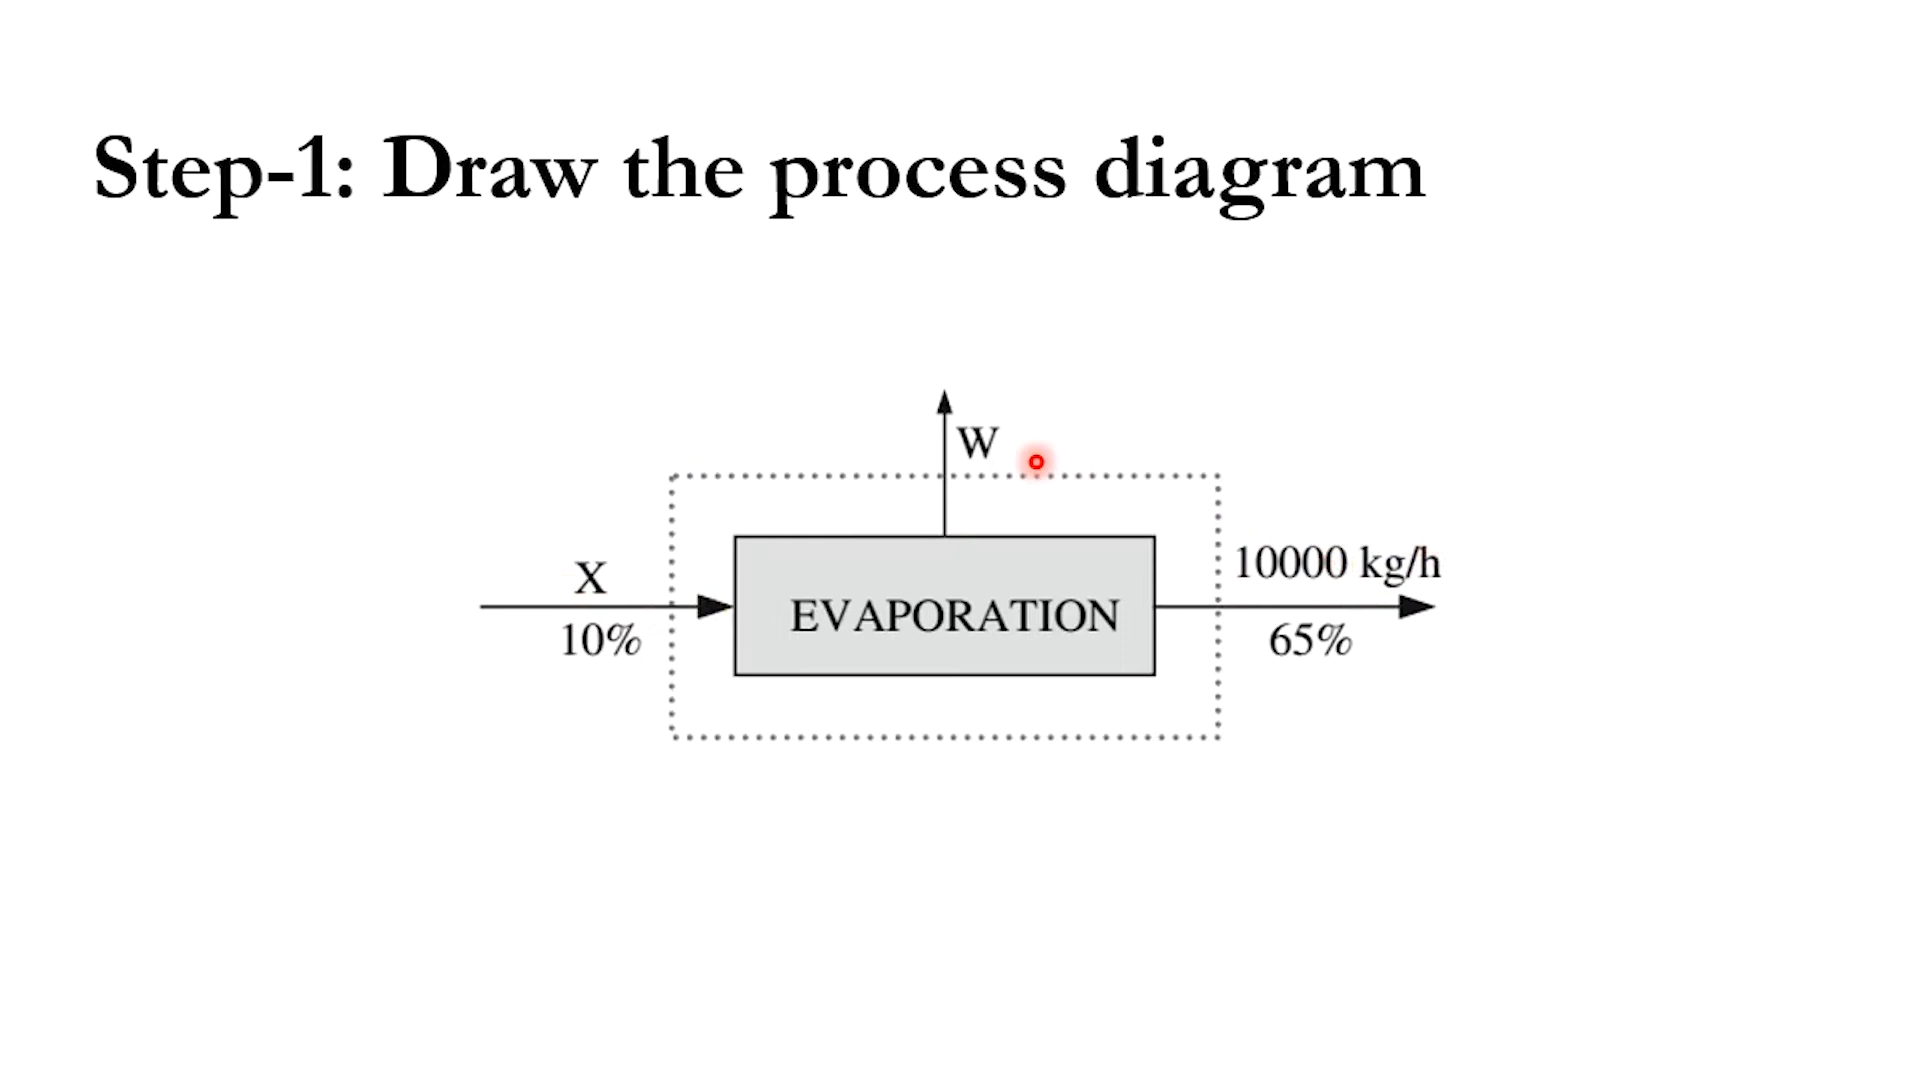 Step-1: Draw the process diagram
W
X
10000 kg/h
EVAPORATION
10%
65%